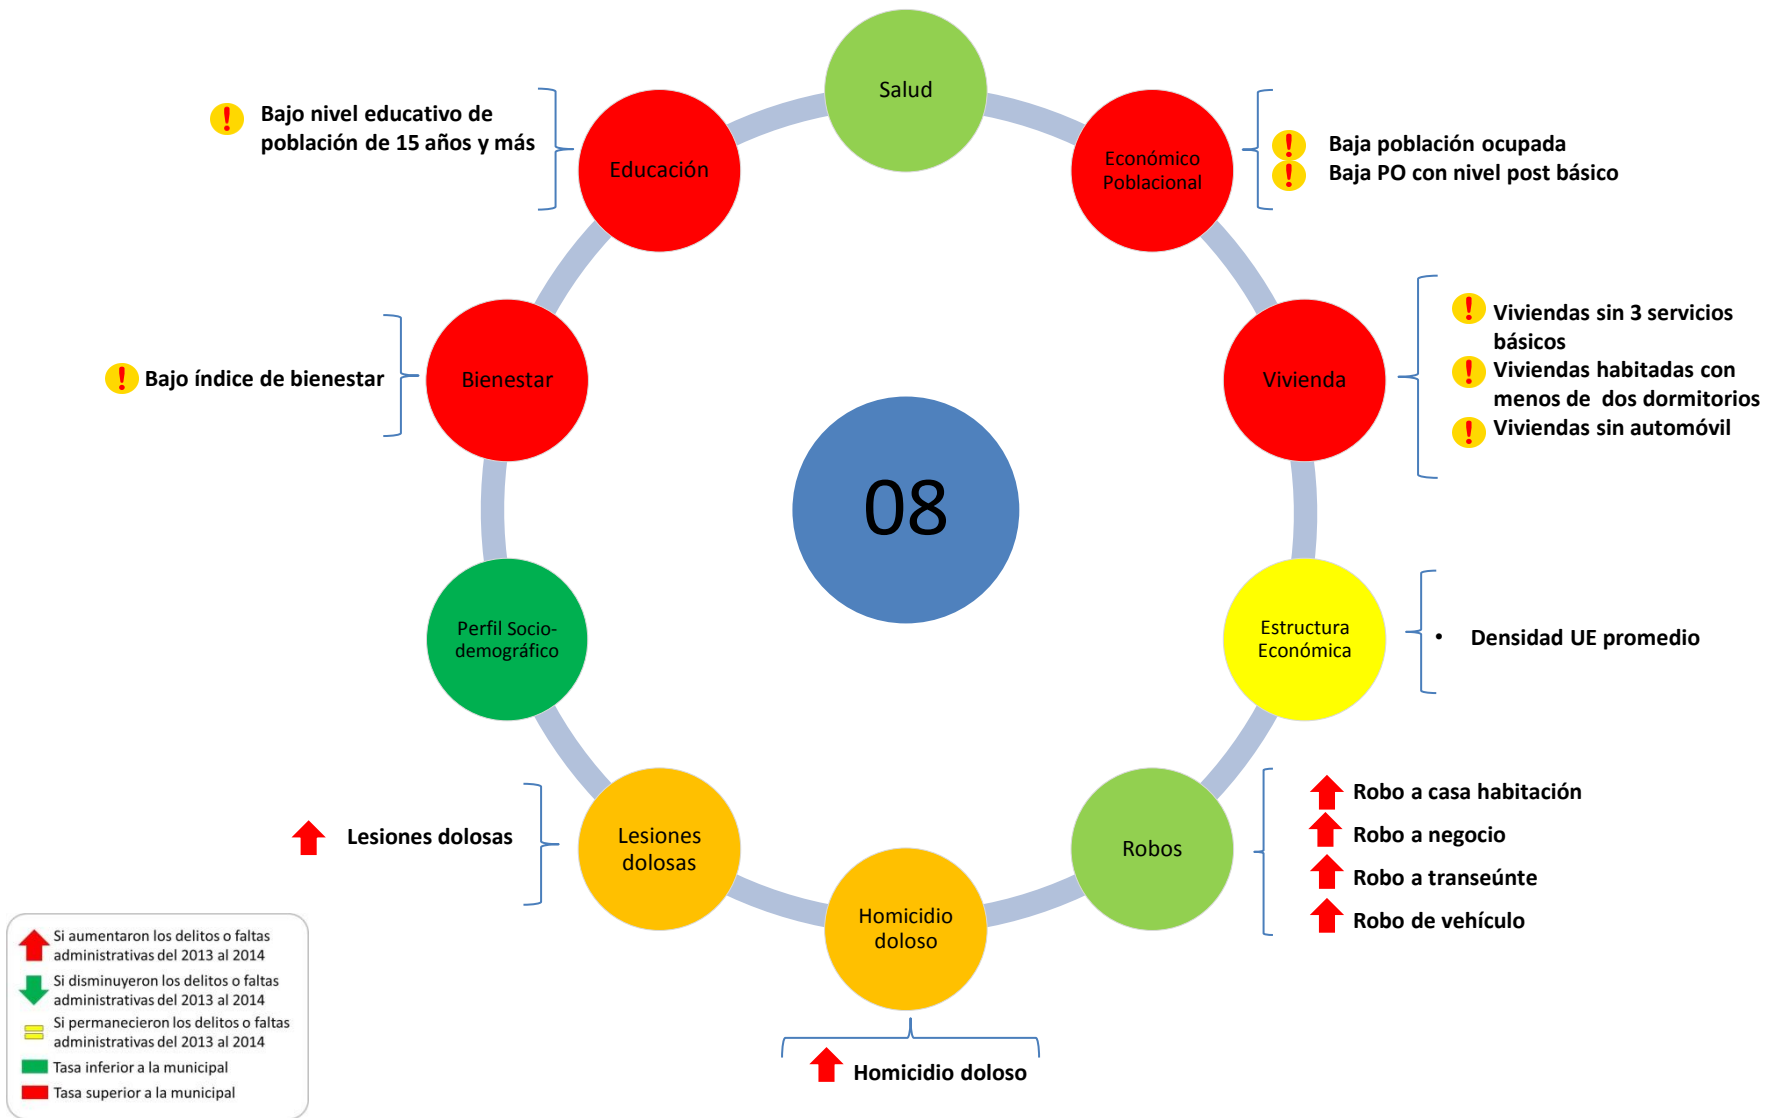 Salud
Bajo nivel educativo de
población de 15 años y más
Educación
Económico
Poblacional
Baja población ocupada
Baja PO con nivel post básico
Bajo índice de bienestar
Bienestar
Vivienda
Viviendas sin 3 servicios
básicos
Viviendas habitadas con
menos de dos dormitorios
Viviendas sin automóvil
08
Perfil Socio-
demográfico
Estructura
Económica
• Densidad UE promedio
Lesiones dolosas
Lesiones
dolosas
Homicidio
doloso
Robos
Robo a casa habitación
Robo a negocio
Robo a transeúnte
Robo de vehículo
Homicidio doloso
Si aumentaron los delitos o faltas
administrativas del 2013 al 2014
Si disminuyeron los delitos o faltas
administrativas del 2013 al 2014
Si permanecieron los delitos o faltas
administrativas del 2013 al 2014
Tasa inferior a la municipal
Tasa superior a la municipal